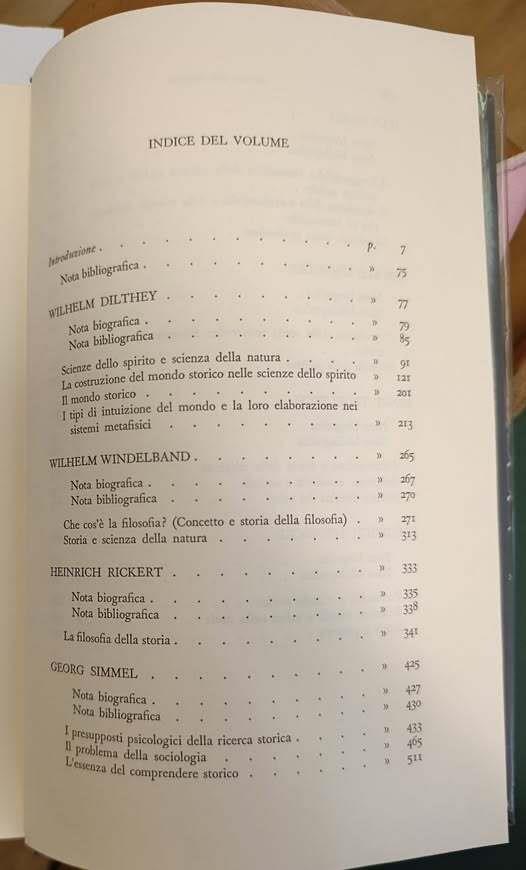 INDICE DEL VOLUME
Introduzione . . . . . . . . . . . p. 7
Nota bibliografica . . . . . . . . . » 75
WILHELM DILTHEY . . . . . . . . . » 77
Nota biografica . . . . . . . . . » 79
Nota bibliografica . . . . . . . . . » 85
Scienze dello spirito e scienza della natura . . . . » 91
La costruzione del mondo storico nelle scienze dello spirito » 121
Il mondo storico . . . . . . . . . . » 201
I tipi di intuizione del mondo e la loro elaborazione nei
sistemi metafisici . . . . . . . . . » 213
WILHELM WINDELBAND . . . . . . . . » 265
Nota biografica . . . . . . . . . » 267
Nota bibliografica . . . . . . . . . » 270
Che cos'è la filosofia? (Concetto e storia della filosofia) . » 271
Storia e scienza della natura . . . . . . . » 313
HEINRICH RICKERT . . . . . . . . . » 333
Nota biografica . . . . . . . . . » 335
Nota bibliografica . . . . . . . . . » 338
La filosofia della storia . . . . . . . . . » 341
GEORG SIMMEL . . . . . . . . . . » 425
Nota biografica . . . . . . . . . » 427
Nota bibliografica . . . . . . . . . » 430
I presupposti psicologici della ricerca storica . . . . » 433
Il problema della sociologia . . . . . . . » 465
L'essenza del comprendere storico . . . . . . » 511